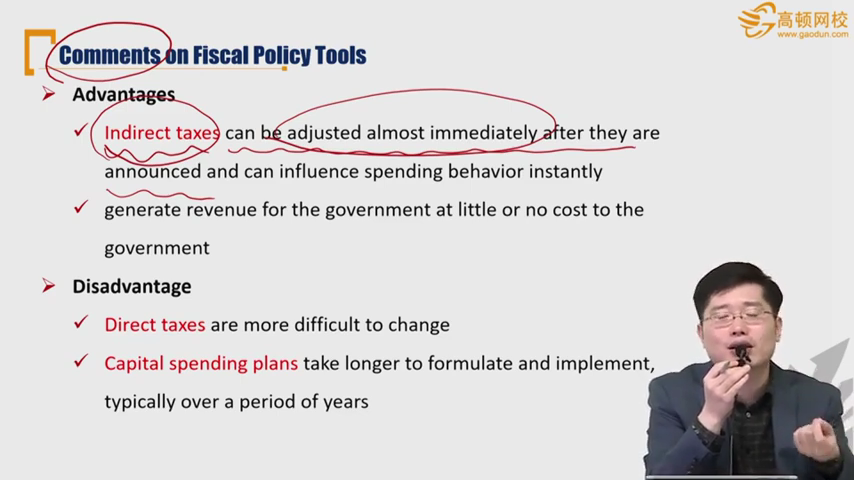 高顿网校
www.gaodun.com
Comments on Fiscal Policy Tools
Advantages
Indirect taxes can be adjusted almost immediately after they are
announced and can influence spending behavior instantly
generate revenue for the government at little or no cost to the
government
Disadvantage
Direct taxes are more difficult to change
Capital spending plans take longer to formulate and implement,
typically over a period of years